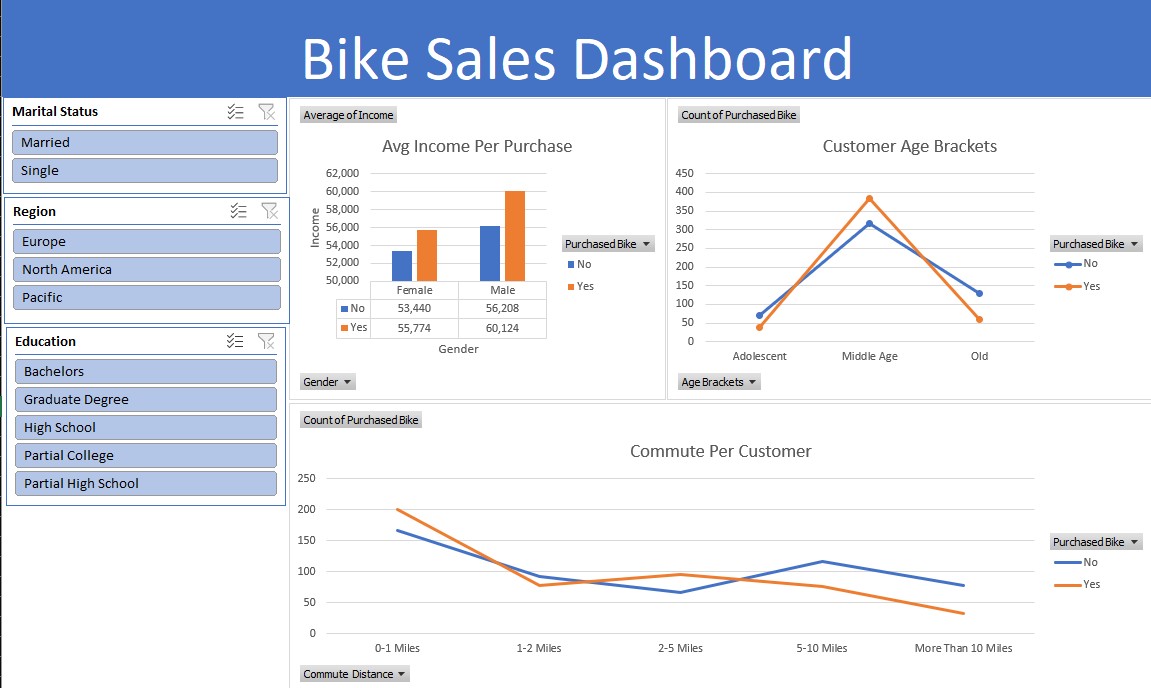 Bike Sales Dashboard
Marital Status
Married
Single
Region
Europe
North America
Pacific
Education
Bachelors
Graduate Degree
High School
Partial College
Partial High School
Average of Income
Avg Income Per Purchase
62,000
60,000
58,000
56,000
54,000
52,000
50,000
Income
Female Male
No 53,440 56,208
Yes 55,774 60,124
Gender
Purchased Bike
No
Yes
Gender
Count of Purchased Bike
Customer Age Brackets
450
400
350
300
250
200
150
100
50
0
Adolescent Middle Age Old
Purchased Bike
No
Yes
Age Brackets
Count of Purchased Bike
Commute Per Customer
250
200
150
100
50
0
0-1 Miles 1-2 Miles 2-5 Miles 5-10 Miles More Than 10 Miles
Purchased Bike
No
Yes
Commute Distance